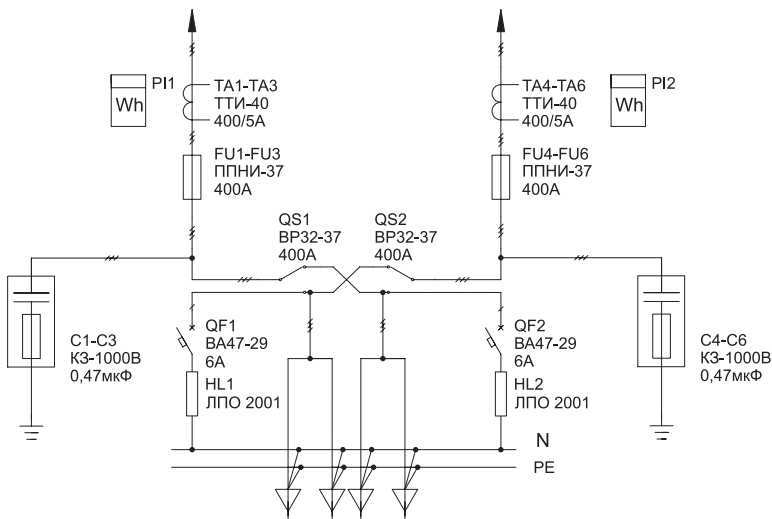 PI1
Wh
TA1-TA3
ТТИ-40
400/5А
TA4-TA6
ТТИ-40
400/5А
PI2
Wh
FU1-FU3
ППНИ-37
400А
FU4-FU6
ППНИ-37
400А
QS1
ВР32-37
400А
QS2
ВР32-37
400А
C1-C3
КЗ-1000В
0,47мкФ
QF1
ВА47-29
6А
HL1
ЛПО 2001
QF2
ВА47-29
6А
HL2
ЛПО 2001
C4-C6
КЗ-1000В
0,47мкФ
N
PE